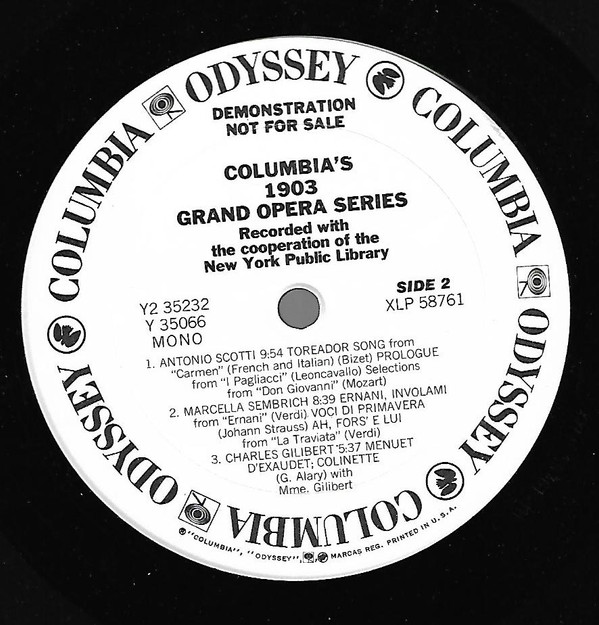 COLUMBIA ODYSSEY COLUMBIA ODYSSEY COLUMBIA ODYSSEY
DEMONSTRATION
NOT FOR SALE
COLUMBIA'S
1903
GRAND OPERA SERIES
Recorded with
the cooperation of the
New York Public Library
Y2 35232
Y 35066
MONO
SIDE 2
XLP 58761
1. ANTONIO SCOTTI 9:54 TOREADOR SONG from
"Carmen" (French and Italian) (Bizet) PROLOGUE
from "I Pagliacci" (Leoncavallo) Selections
from "Don Giovanni" (Mozart)
2. MARCELLA SEMBRICH 8:39 ERNANI, INVOLAMI
from "Ernani" (Verdi) VOCI DI PRIMAVERA
(Johann Strauss) AH, FORS' E LUI
from "La Traviata" (Verdi)
3. CHARLES GILIBERT 5:37 MENUET
D'EXAUDET; COLINETTE
(G. Alary) with
Mme. Gilibert
® "COLUMBIA", "ODYSSEY", MARCAS REG. PRINTED IN U.S.A.